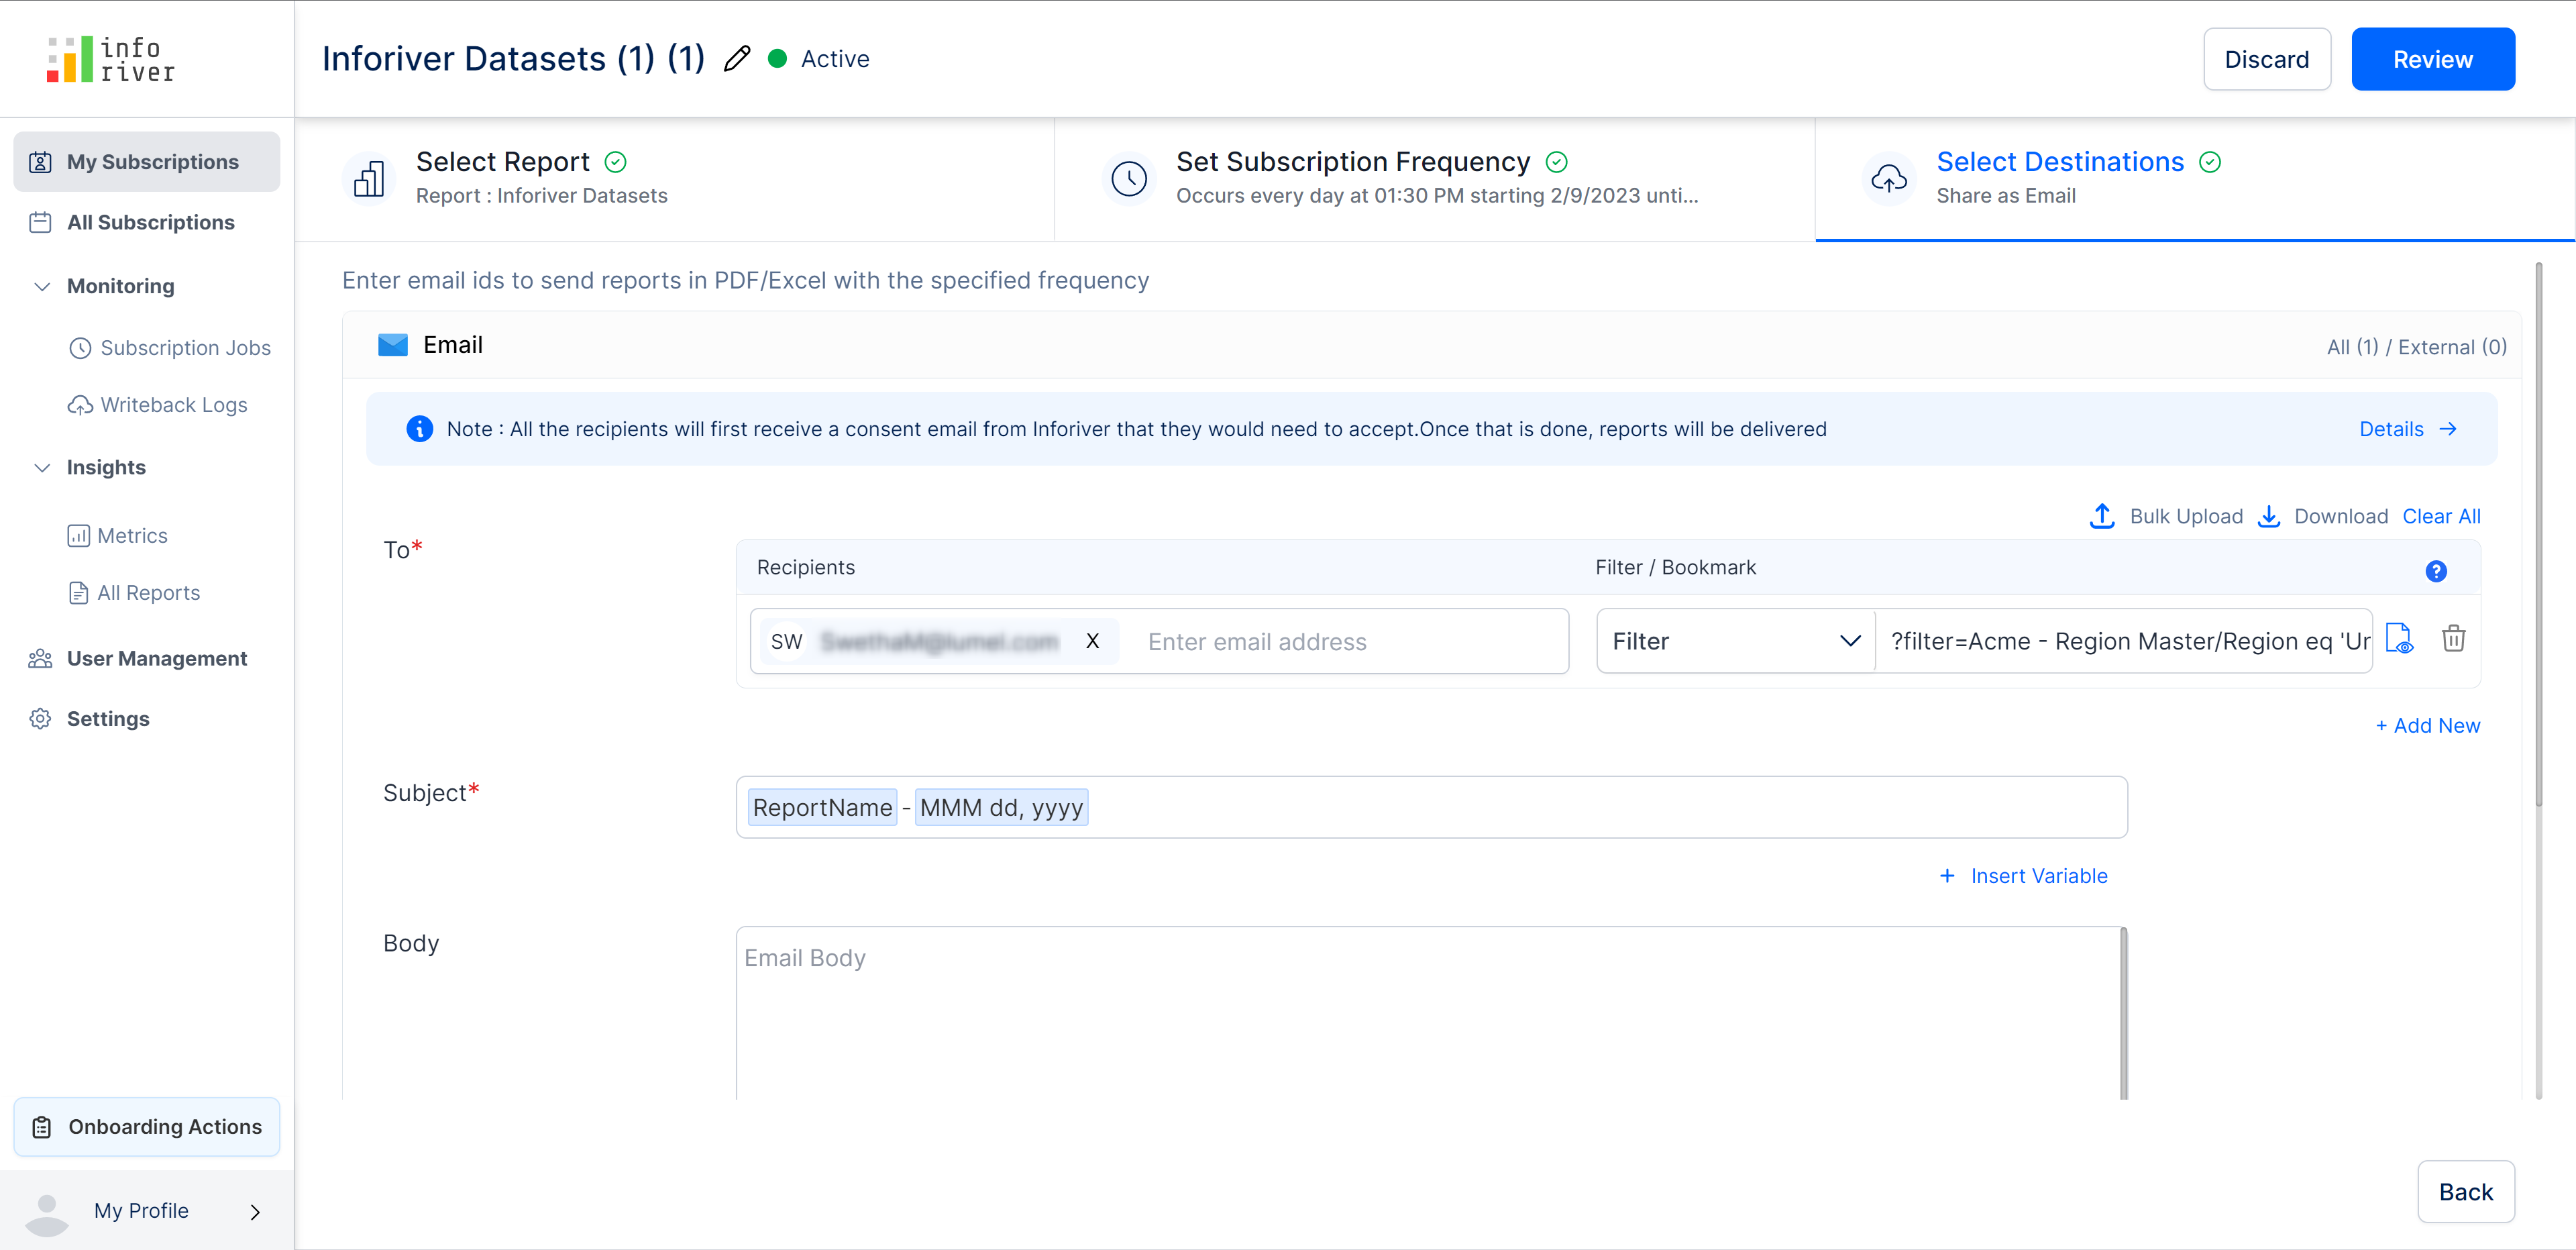 info
river
Inforiver Datasets (1) (1)
Active
Discard
Review
My Subscriptions
All Subscriptions
Monitoring
Subscription Jobs
Writeback Logs
Insights
Metrics
All Reports
User Management
Settings
Onboarding Actions
My Profile
Select Report
Report : Inforiver Datasets
Set Subscription Frequency
Occurs every day at 01:30 PM starting 2/9/2023 unti...
Select Destinations
Share as Email
Enter email ids to send reports in PDF/Excel with the specified frequency
Email
All (1) / External (0)
Note : All the recipients will first receive a consent email from Inforiver that they would need to accept.Once that is done, reports will be delivered
Details
Bulk Upload
Download
Clear All
To*
Recipients
Filter / Bookmark
?
SW
X
Enter email address
Filter
?filter=Acme - Region Master/Region eq 'Ur
+ Add New
Subject*
ReportName - MMM dd, yyyy
+ Insert Variable
Body
Email Body
Back